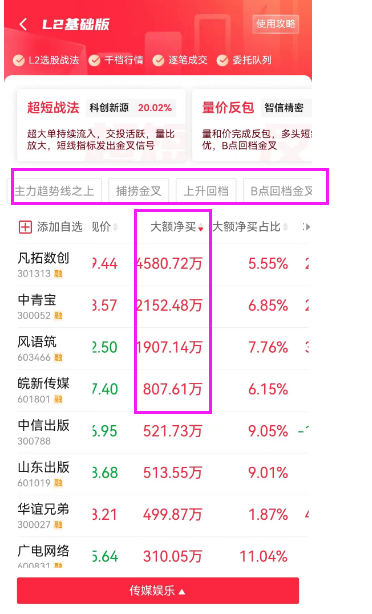 L2基础版
使用攻略
L2选股战法 千档行情 逐笔成交 委托队列
超短战法 科创新源 20.02%
超大单持续流入，交投活跃，量比
放大，短线指标发出金叉信号
量价反包 智信精密
量和价完成反包，多头短
优，B点回档金叉
主力趋势线之上 捕捞金叉 上升回档 B点回档金叉
添加自选 现价 大额净买 大额净买占比
凡拓数创 9.44 4580.72万 5.55% 2
301313 融
中青宝 3.57 2152.48万 6.85% 2
300052 融
风语筑 2.50 1907.14万 7.76% 3
603466 融
皖新传媒 7.40 807.61万 6.15%
601801 融
中信出版 6.95 521.73万 9.05% -1
300788
山东出版 3.68 513.55万 9.01%
601019 融
华谊兄弟 3.21 499.87万 1.87% 4
300027 融
广电网络 5.64 310.05万 11.04%
600831 融
传媒娱乐